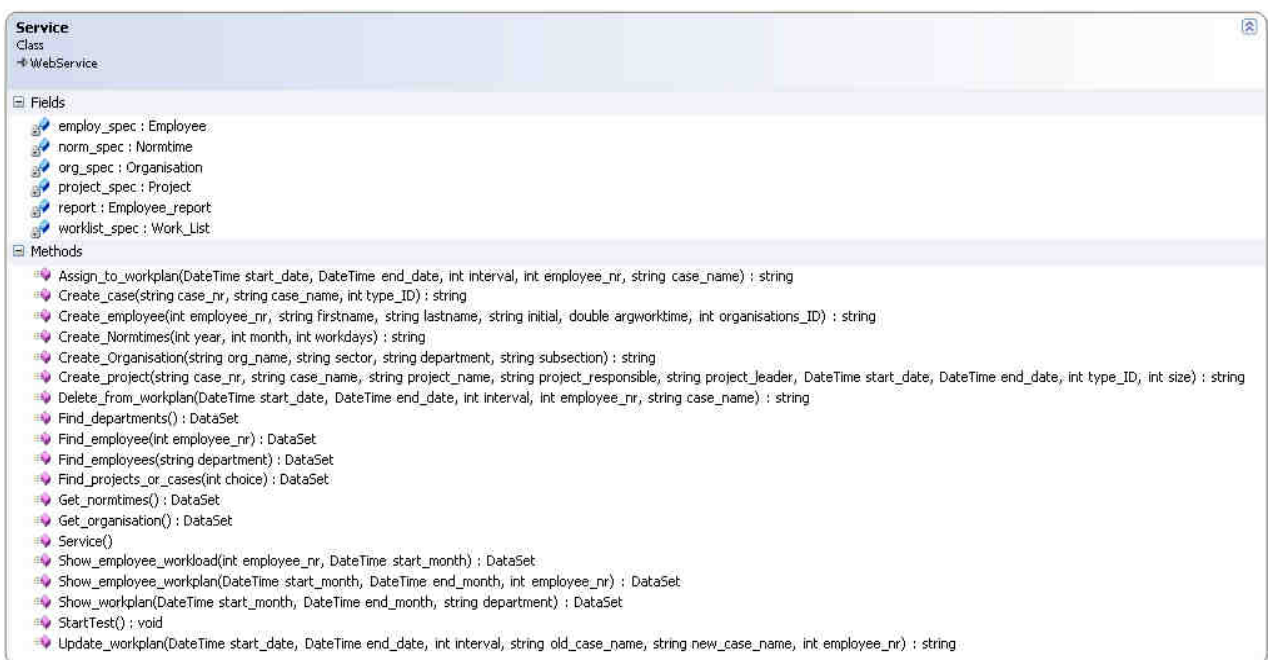 Service
Class
WebService
Fields
employ_spec : Employee
norm_spec : Normtime
org_spec : Organisation
project_spec : Project
report : Employee_report
worklist_spec : Work_List
Methods
Assign_to_workplan(DateTime start_date, DateTime end_date, int interval, int employee_nr, string case_name) : string
Create_case(string case_nr, string case_name, int type_ID) : string
Create_employee(int employee_nr, string firstname, string lastname, string initial, double argworktime, int organisations_ID) : string
Create_Normtimes(int year, int month, int workdays) : string
Create_Organisation(string org_name, string sector, string department, string subsection) : string
Create_project(string case_nr, string case_name, string project_name, string project_responsible, string project_leader, DateTime start_date, DateTime end_date, int type_ID, int size) : string
Delete_from_workplan(DateTime start_date, DateTime end_date, int interval, int employee_nr, string case_name) : string
Find_departments() : DataSet
Find_employee(int employee_nr) : DataSet
Find_employees(string department) : DataSet
Find_projects_or_cases(int choice) : DataSet
Get_normtimes() : DataSet
Get_organisation() : DataSet
Service()
Show_employee_workload(int employee_nr, DateTime start_month) : DataSet
Show_employee_workplan(DateTime start_month, DateTime end_month, int employee_nr) : DataSet
Show_workplan(DateTime start_month, DateTime end_month, string department) : DataSet
StartTest() : void
Update_workplan(DateTime start_date, DateTime end_date, int interval, string old_case_name, string new_case_name, int employee_nr) : string